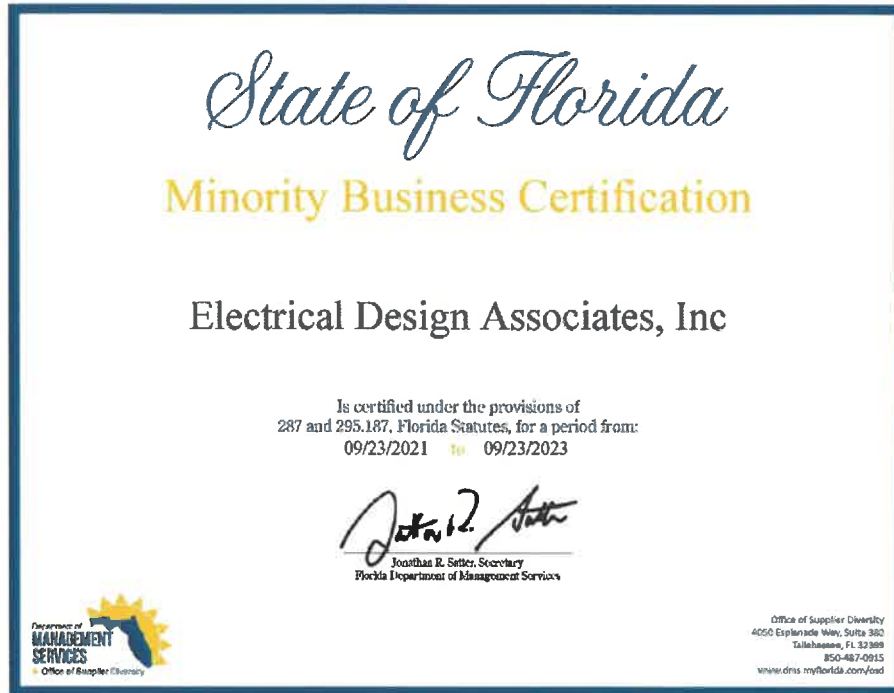 State of Florida
Minority Business Certification
Electrical Design Associates, Inc
Is certified under the provisions of
287 and 295.187, Florida Statutes, for a period from:
09/23/2021 to 09/23/2023
Jonathan R. Satter, Secretary
Florida Department of Management Services
Department of
MANAGEMENT
SERVICES
Office of Supplier Diversity
Office of Supplier Diversity
4050 Esplanade Way, Suite 380
Tallahassee, FL 32399
850-487-0915
www.dms.myflorida.com/osd